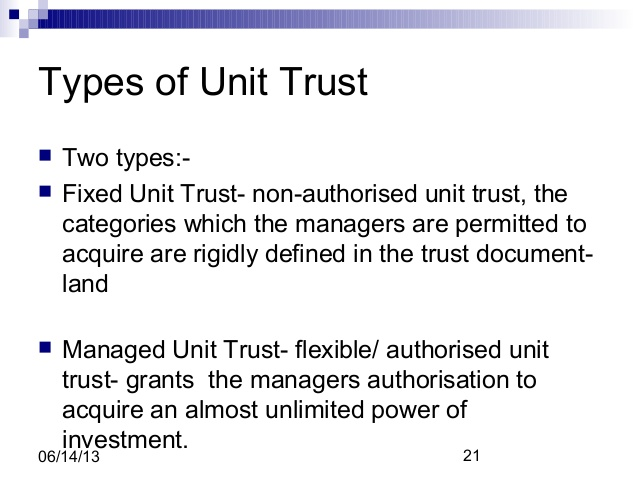 Types of Unit Trust
Two types:-
Fixed Unit Trust- non-authorised unit trust, the
categories which the managers are permitted to
acquire are rigidly defined in the trust document-
land
Managed Unit Trust- flexible/ authorised unit
trust- grants  the managers authorisation to
acquire an almost unlimited power of
investment.
06/14/13
21